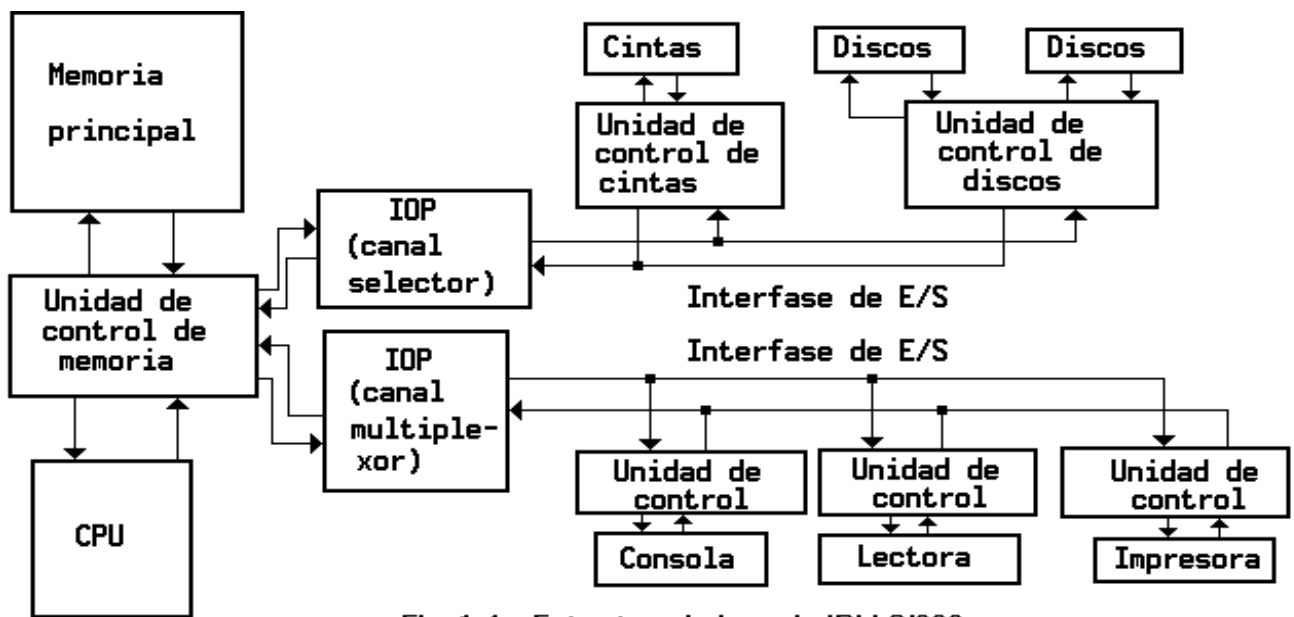 Memoria
principal
Cintas
Discos
Discos
Unidad de
control de
cintas
Unidad de
control de
discos
IOP
(canal
selector)
Unidad de
control de
memoria
Interfase de E/S
Interfase de E/S
IOP
(canal
multiple-
xor)
CPU
Unidad de
control
Unidad de
control
Unidad de
control
Consola
Lectora
Impresora